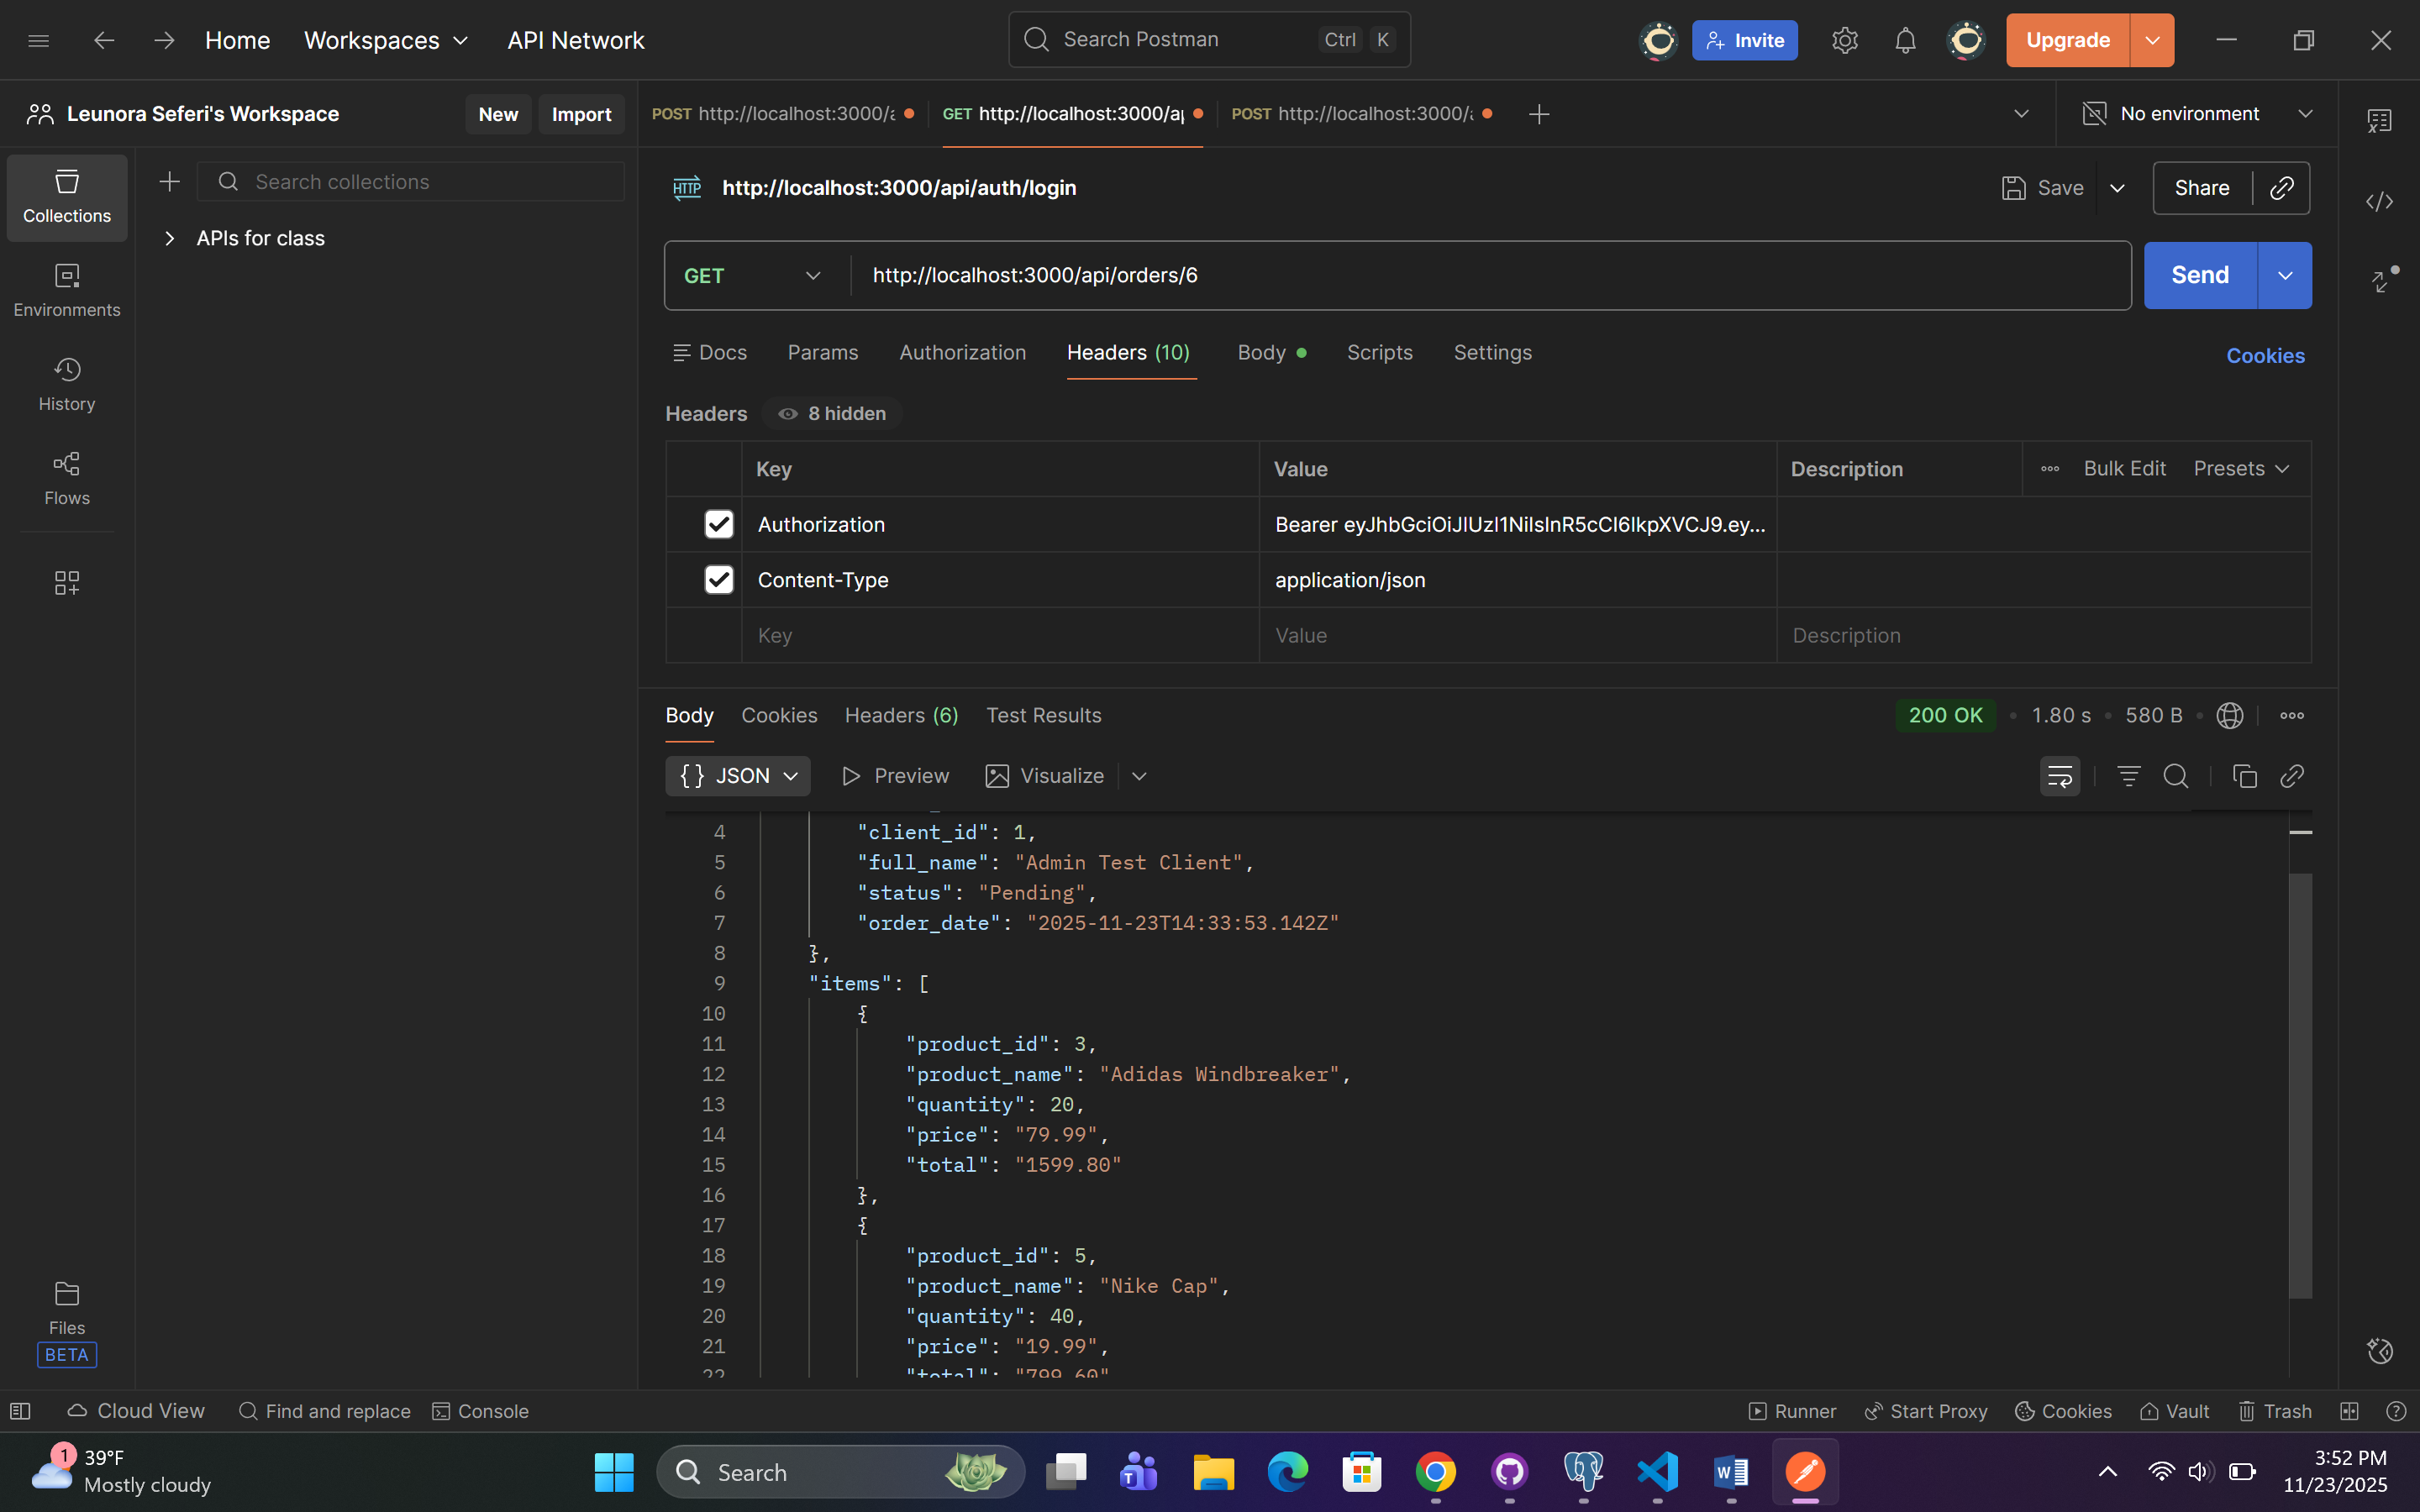 Home Workspaces API Network Search Postman Ctrl K Invite Upgrade
Leunora Seferi's Workspace New Import POST http://localhost:3000/ GET http://localhost:3000/ap POST http://localhost:3000/ No environment
Collections
Environments
History
Flows
Files
BETA
Search collections
APIs for class
HTTP http://localhost:3000/api/auth/login Save Share
GET http://localhost:3000/api/orders/6 Send
Docs Params Authorization Headers (10) Body Scripts Settings Cookies
Headers 8 hidden
Key Value Description Bulk Edit Presets
Authorization Bearer eyJhbGciOiJIUzI1NiIsInR5cCI6IkpXVCJ9.ey...
Content-Type application/json
Key Value Description
Body Cookies Headers (6) Test Results 200 OK 1.80 s 580 B
{} JSON Preview Visualize
4 "client_id": 1,
5 "full_name": "Admin Test Client",
6 "status": "Pending",
7 "order_date": "2025-11-23T14:33:53.142Z"
8 },
9 "items": [
10 {
11 "product_id": 3,
12 "product_name": "Adidas Windbreaker",
13 "quantity": 20,
14 "price": "79.99",
15 "total": "1599.80"
16 },
17 {
18 "product_id": 5,
19 "product_name": "Nike Cap",
20 "quantity": 40,
21 "price": "19.99",
22 "total": "799.60"
Cloud View Find and replace Console Runner Start Proxy Cookies Vault Trash
1 39°F
Mostly cloudy
Search
3:52 PM
11/23/2025